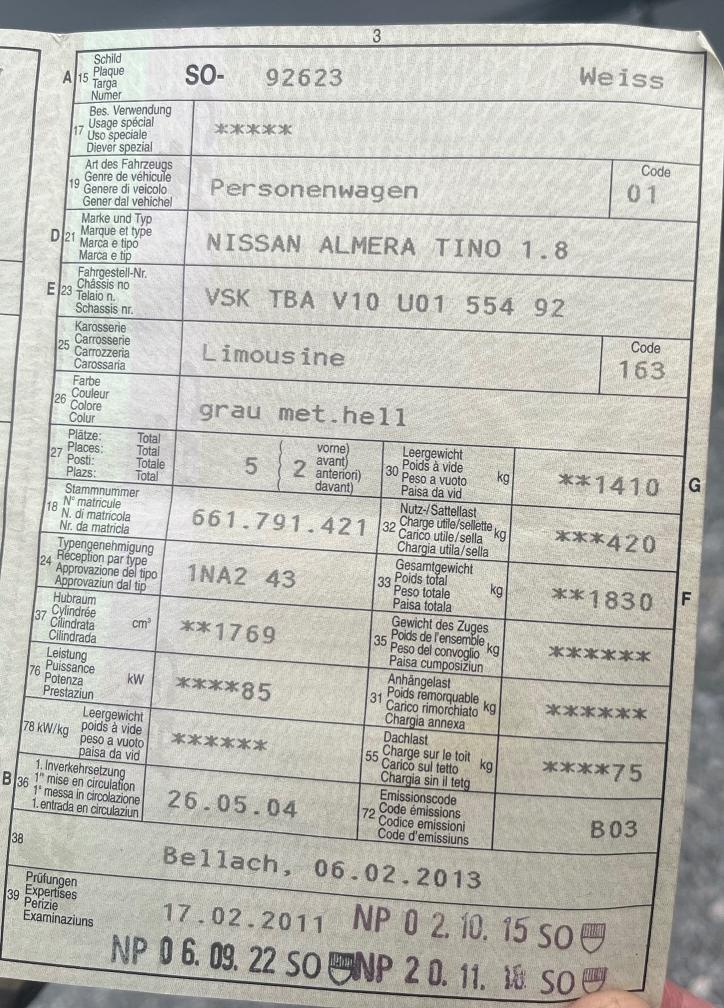 3
A 15 Schild
Plaque
Targa
Numer
SO- 92623 Weiss
17 Bes. Verwendung
Usage spécial
Uso speciale
Diever spezial
*****
19 Art des Fahrzeugs
Genre de véhicule
Genere di veicolo
Gener dal vehichel
Personenwagen
Code
01
D 21 Marke und Typ
Marque et type
Marca e tipo
Marca e tip
NISSAN ALMERA TINO 1.8
E 23 Fahrgestell-Nr.
Châssis no
Telaio n.
Schassis nr.
VSK TBA V10 U01 554 92
25 Karosserie
Carrosserie
Carrozzeria
Carossaria
Limousine
Code
163
26 Farbe
Couleur
Colore
Colur
grau met.hell
27 Plätze: Total
Places: Total
Posti: Totale
Plazs: Total
5 ( 2 vorne)
avant)
anteriori)
davant)
30 Leergewicht
Poids à vide kg
Peso a vuoto
Paisa da vid
**1410 G
18 Stammnummer
N° matricule
N. di matricola
Nr. da matricla
661.791.421
32 Nutz-/Sattellast
Charge utile/sellette kg
Carico utile/sella
Chargia utila/sella
***420
24 Typengenehmigung
Réception par type
Approvazione del tipo
Approvaziun dal tip
1NA2 43
33 Gesamtgewicht
Poids total kg
Peso totale
Paisa totala
**1830 F
37 Hubraum
Cylindrée
Cilindrata cm³
Cilindrada
**1769
35 Gewicht des Zuges
Poids de l'ensemble kg
Peso del convoglio
Paisa cumposiziun
******
76 Leistung
Puissance
Potenza kW
Prestaziun
****85
31 Anhängelast
Poids remorquable kg
Carico rimorchiato
Chargia annexa
******
78 kW/kg Leergewicht
poids à vide
peso a vuoto
paisa da vid
******
55 Dachlast
Charge sur le toit kg
Carico sul tetto
Chargia sin il tetg
****75
B 36 1. Inverkehrsetzung
1re mise en circulation
1a messa in circolazione
1. entrada en circulaziun
26.05.04
72 Emissionscode
Code émissions
Codice emissioni
Code d'emissiuns
B03
38
Bellach, 06.02.2013
39 Prüfungen
Expertises
Perizie
Examinaziuns
17.02.2011 NP 0 2. 10. 15 SO
NP 0 6. 09. 22 SO NP 2 0. 11. 18 SO